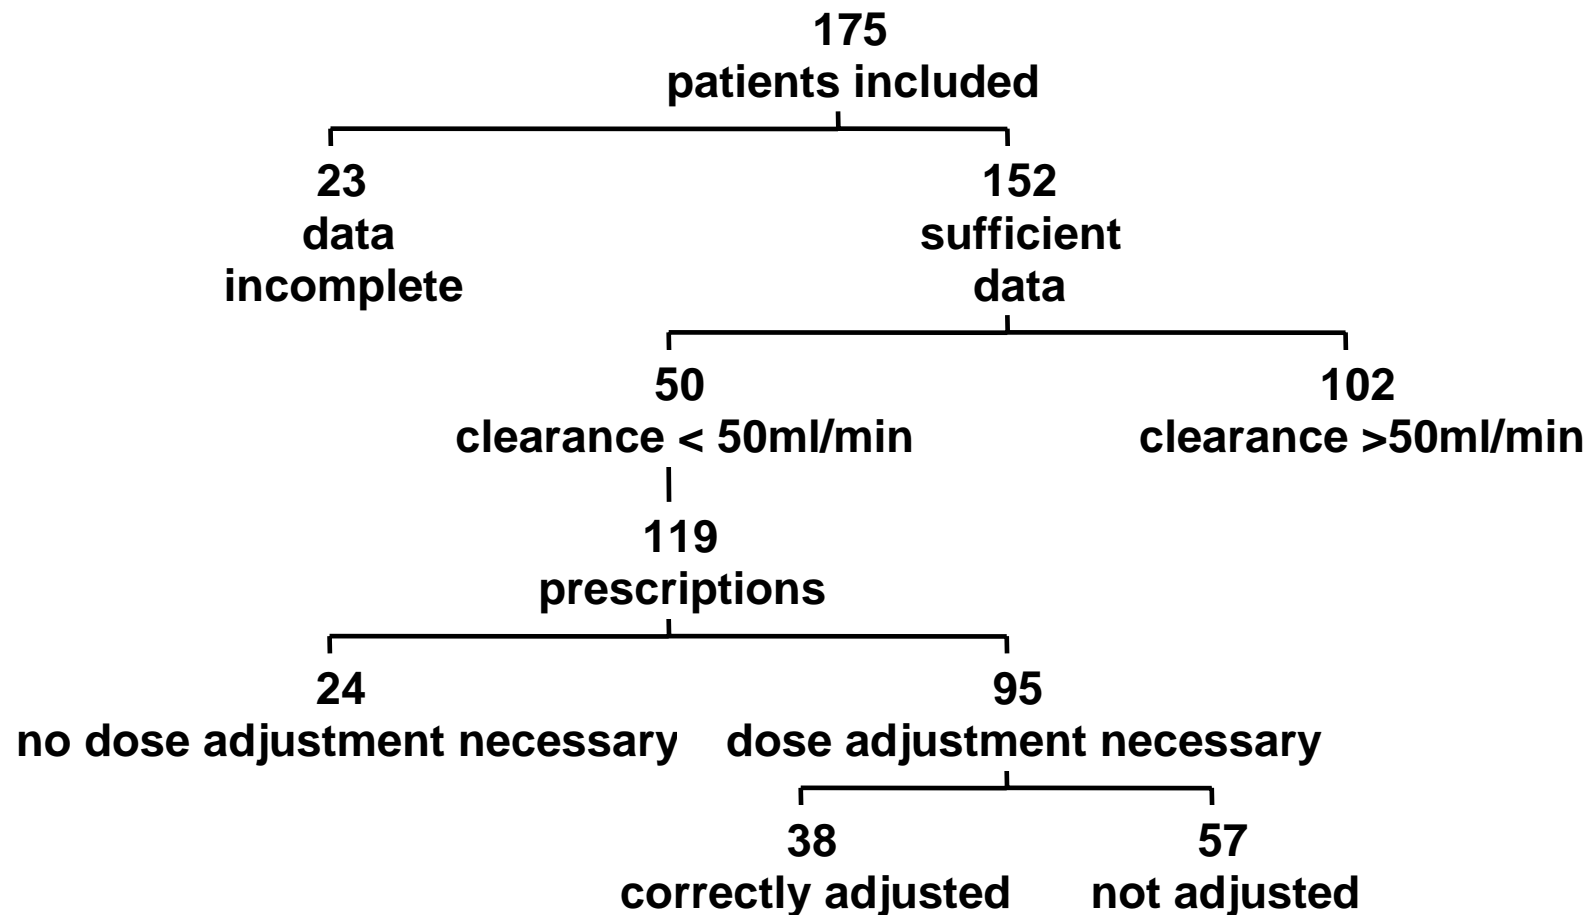 175
patients included
23
data
incomplete
152
sufficient
data
50
clearance < 50ml/min
102
clearance >50ml/min
119
prescriptions
24
no dose adjustment necessary
95
dose adjustment necessary
38
correctly adjusted
57
not adjusted